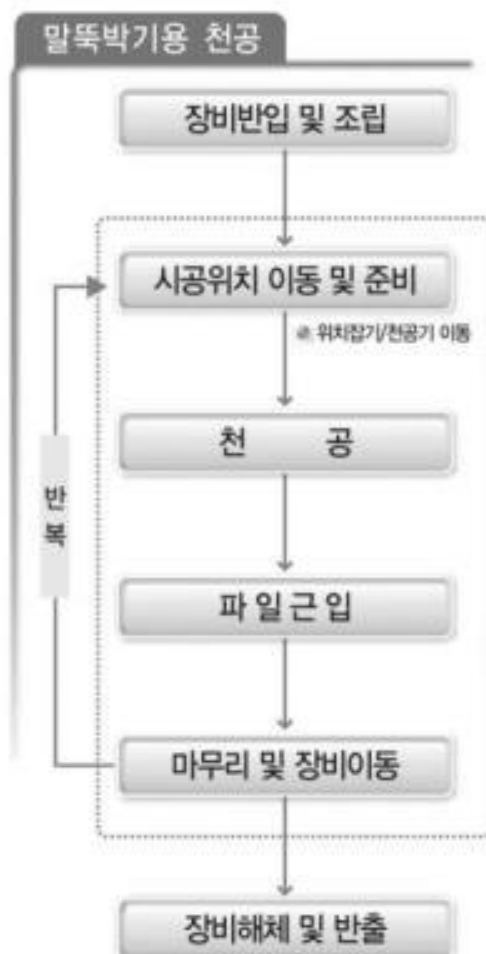 말뚝박기용 천공
장비반입 및 조립
시공위치 이동 및 준비
위치잡기/천공기 이동
천 공
반복
파일근입
마무리 및 장비이동
장비해체 및 반출